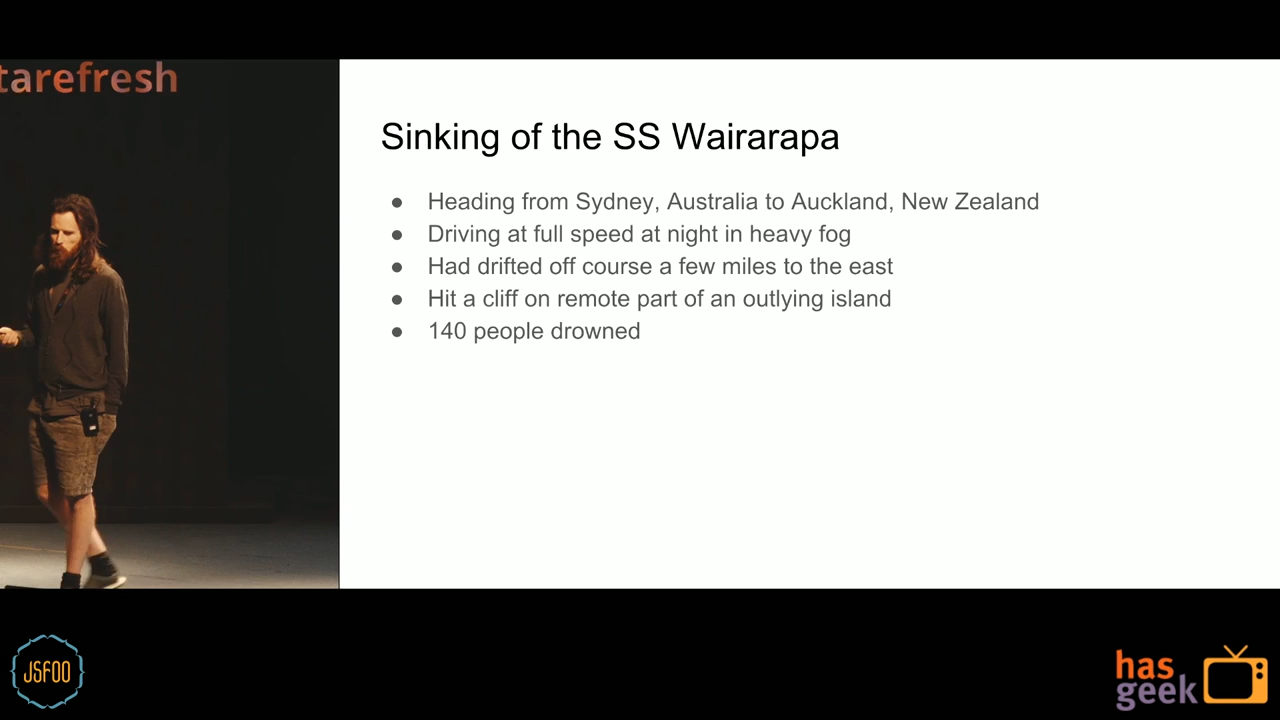 tarefresh
Sinking of the SS Wairarapa
● Heading from Sydney, Australia to Auckland, New Zealand
● Driving at full speed at night in heavy fog
● Had drifted off course a few miles to the east
● Hit a cliff on remote part of an outlying island
● 140 people drowned
JSFOO
has
geek